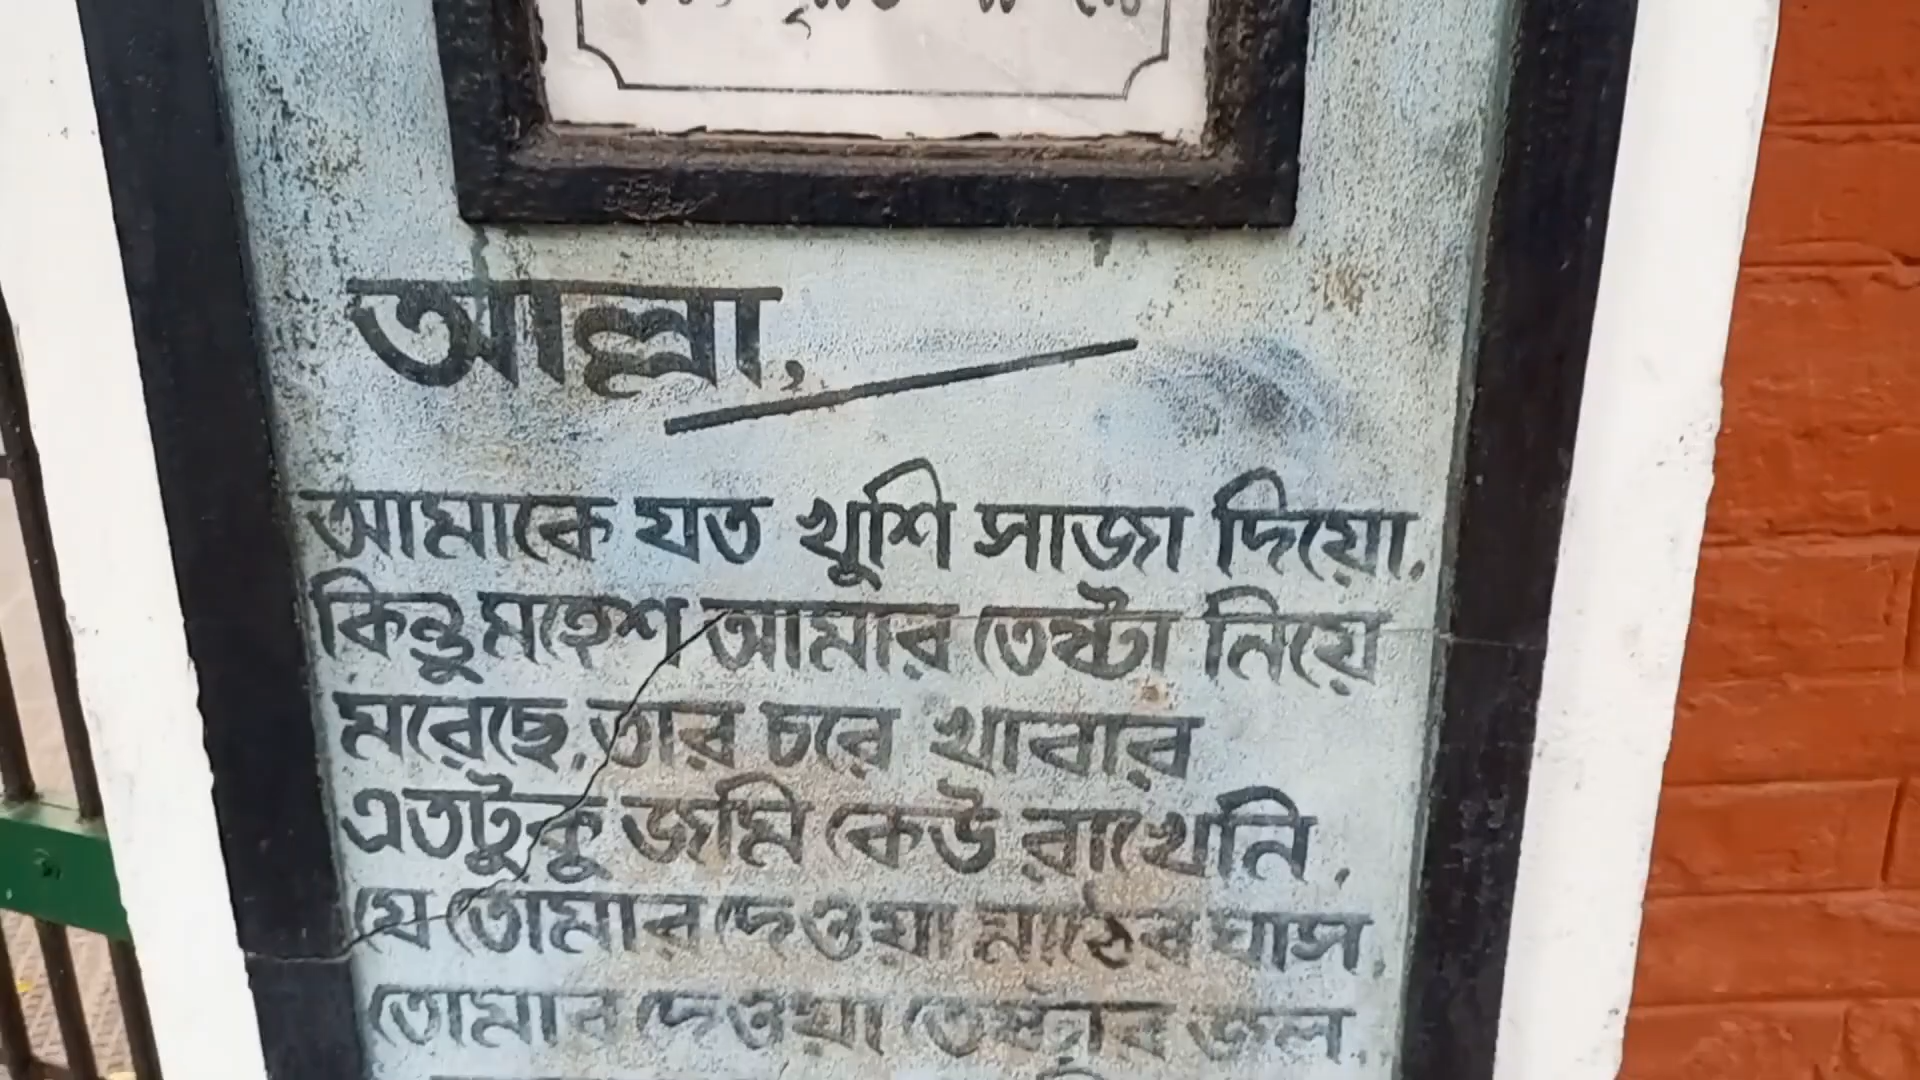 আল্লা,
আমাকে যত খুশি সাজা দিয়ো.
কিন্তু মহেশ আমার তেষ্টা নিয়ে
মরেছে. তার চরে খাবার
এতটুকু জমি কেউ রাখেনি.
যে তোমার দেওয়া মাঠের ঘাস,
তোমার দেওয়া তেষ্টার জল,